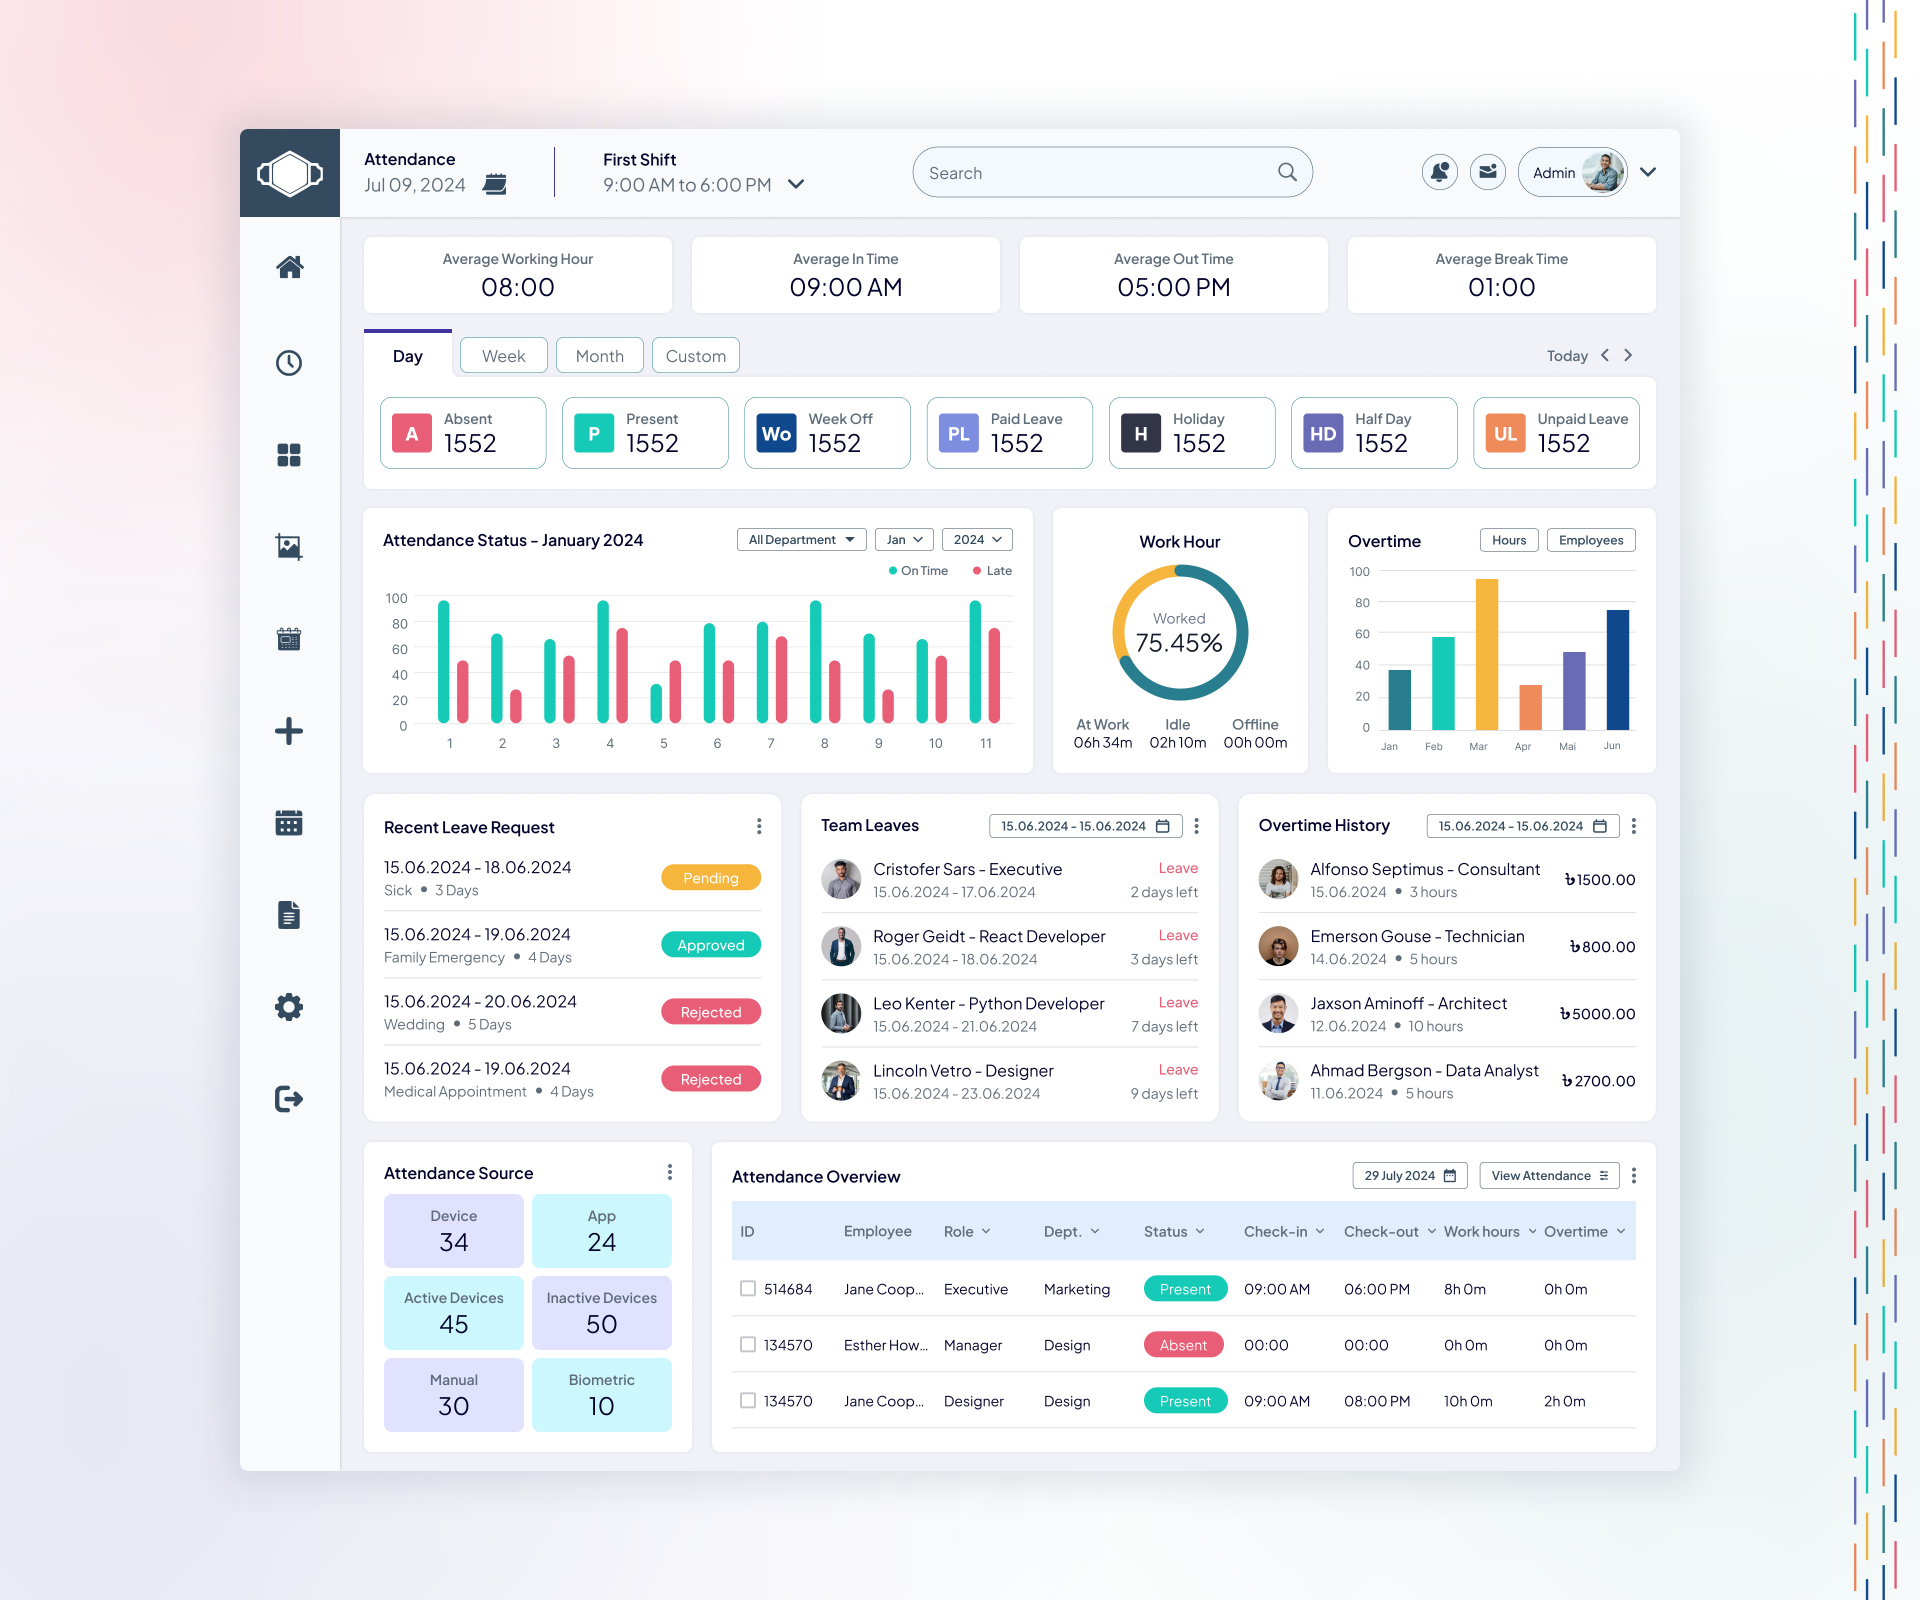 Attendance
Jul 09, 2024
First Shift
9:00 AM to 6:00 PM
Search
Admin
Average Working Hour
08:00
Average In Time
09:00 AM
Average Out Time
05:00 PM
Average Break Time
01:00
Day
Week
Month
Custom
Today
A
Absent
1552
P
Present
1552
Wo
Week Off
1552
PL
Paid Leave
1552
H
Holiday
1552
HD
Half Day
1552
UL
Unpaid Leave
1552
Attendance Status - January 2024
All Department
Jan
2024
On Time
Late
100
80
60
40
20
0
1 2 3 4 5 6 7 8 9 10 11
Work Hour
Worked
75.45%
At Work
06h 34m
Idle
02h 10m
Offline
00h 00m
Overtime
Hours
Employees
100
80
60
40
20
0
Jan Feb Mar Apr Mai Jun
Recent Leave Request
15.06.2024 - 18.06.2024
Sick • 3 Days
Pending
15.06.2024 - 19.06.2024
Family Emergency • 4 Days
Approved
15.06.2024 - 20.06.2024
Wedding • 5 Days
Rejected
15.06.2024 - 19.06.2024
Medical Appointment • 4 Days
Rejected
Team Leaves
15.06.2024 - 15.06.2024
Cristofer Sars - Executive
15.06.2024 - 17.06.2024
Leave
2 days left
Roger Geidt - React Developer
15.06.2024 - 18.06.2024
Leave
3 days left
Leo Kenter - Python Developer
15.06.2024 - 21.06.2024
Leave
7 days left
Lincoln Vetro - Designer
15.06.2024 - 23.06.2024
Leave
9 days left
Overtime History
15.06.2024 - 15.06.2024
Alfonso Septimus - Consultant
15.06.2024 • 3 hours
৳1500.00
Emerson Gouse - Technician
14.06.2024 • 5 hours
৳800.00
Jaxson Aminoff - Architect
12.06.2024 • 10 hours
৳5000.00
Ahmad Bergson - Data Analyst
11.06.2024 • 5 hours
৳2700.00
Attendance Source
Device
34
App
24
Active Devices
45
Inactive Devices
50
Manual
30
Biometric
10
Attendance Overview
29 July 2024
View Attendance
ID Employee Role Dept. Status Check-in Check-out Work hours Overtime
514684 Jane Coop... Executive Marketing Present 09:00 AM 06:00 PM 8h 0m 0h 0m
134570 Esther How... Manager Design Absent 00:00 00:00 0h 0m 0h 0m
134570 Jane Coop... Designer Design Present 09:00 AM 08:00 PM 10h 0m 2h 0m